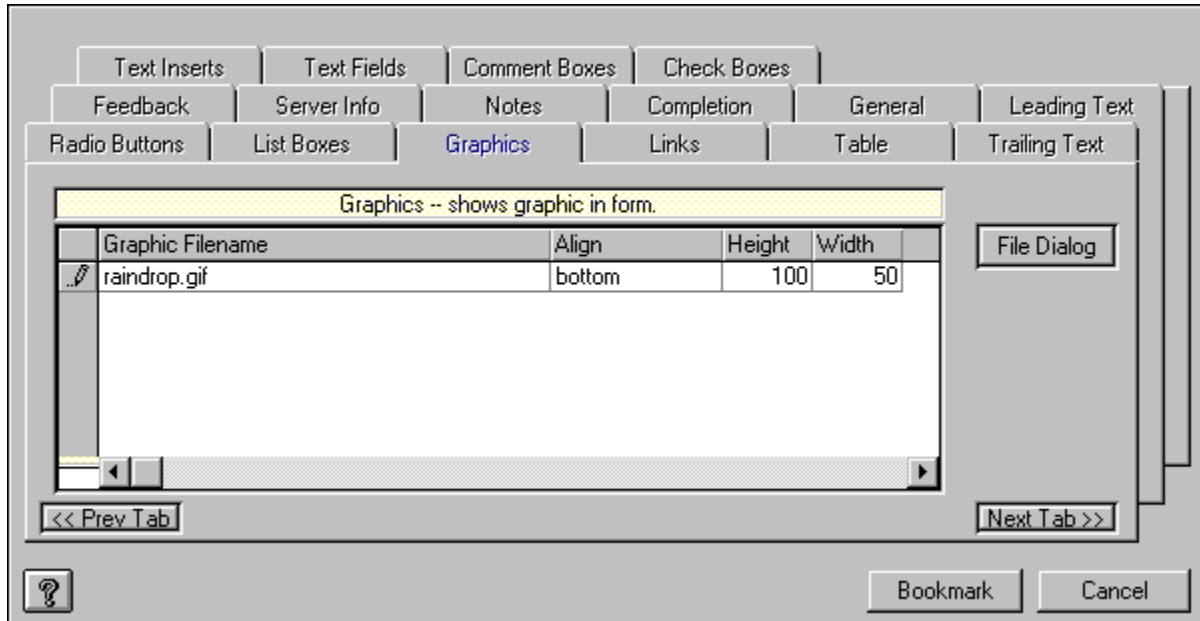 Text Inserts Text Fields Comment Boxes Check Boxes
Feedback Server Info Notes Completion General Leading Text
Radio Buttons List Boxes Graphics Links Table Trailing Text
Graphics -- shows graphic in form.
Graphic Filename Align Height Width
File Dialog
raindrop.gif bottom 100 50
<< Prev Tab Next Tab >>
? Bookmark Cancel